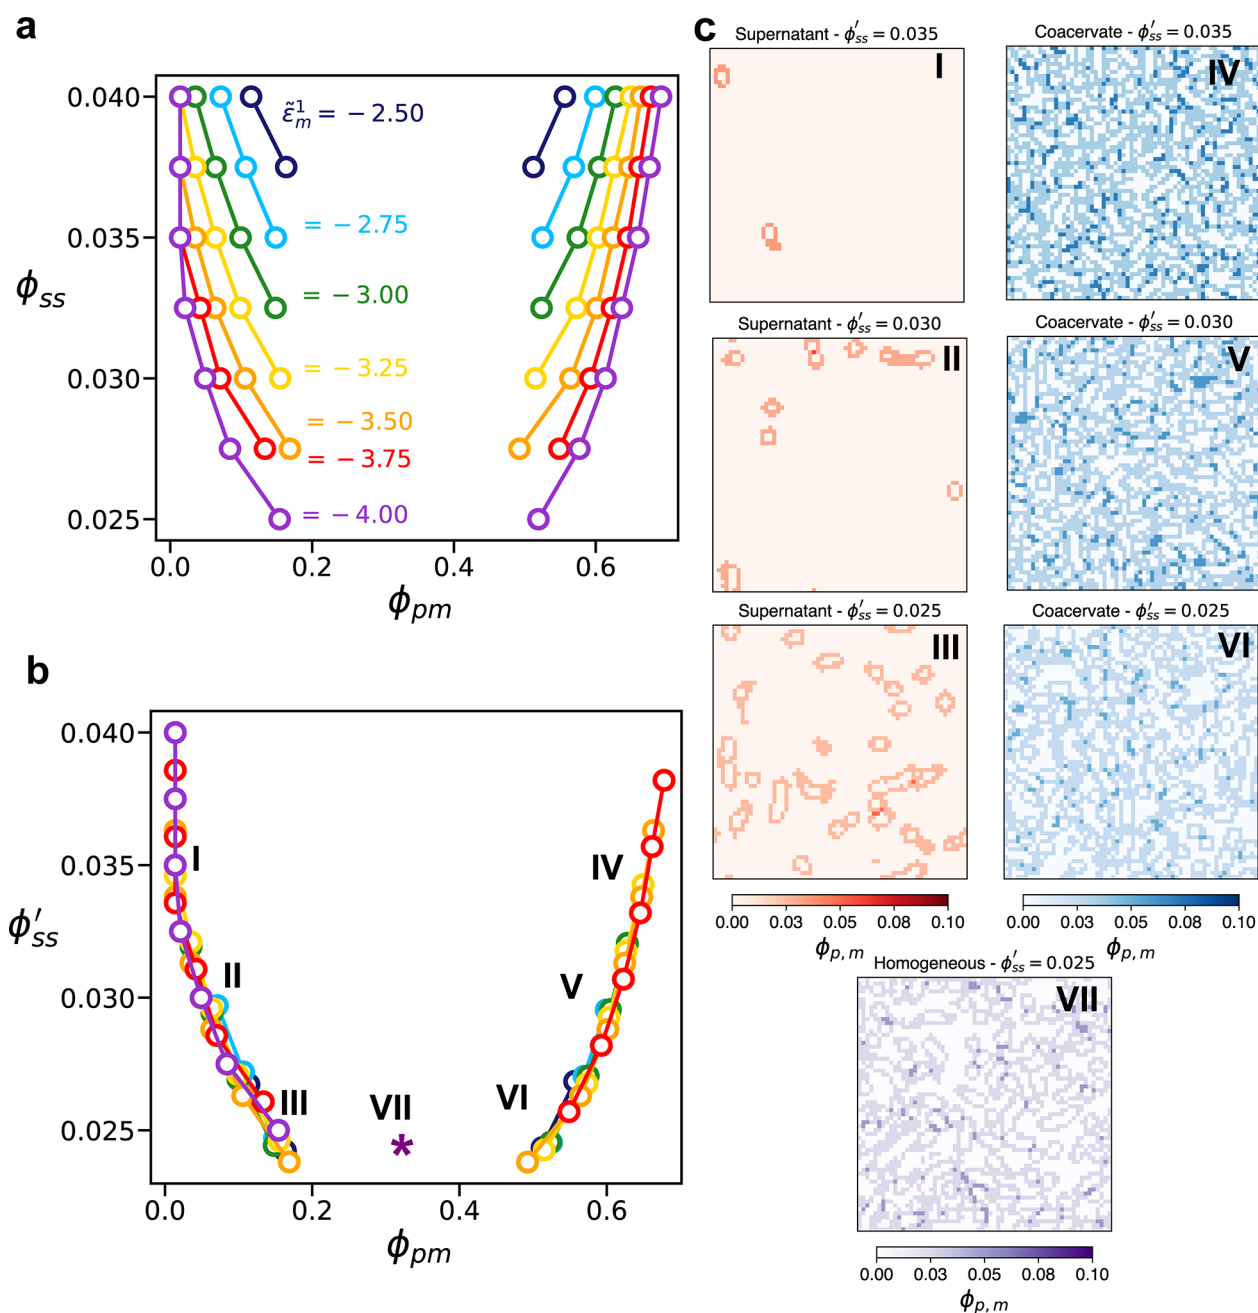 a
0.040
0.035
0.030
0.025
ϕss
ε̃m1 = − 2.50
= − 2.75
= − 3.00
= − 3.25
= − 3.50
= − 3.75
= − 4.00
0.0 0.2 0.4 0.6
ϕpm
b
0.040
0.035
0.030
0.025
ϕ′ss
I
II
III
IV
V
VI
VII
*
0.0 0.2 0.4 0.6
ϕpm
c
Supernatant - ϕ′ss = 0.035
I
Coacervate - ϕ′ss = 0.035
IV
Supernatant - ϕ′ss = 0.030
II
Coacervate - ϕ′ss = 0.030
V
Supernatant - ϕ′ss = 0.025
III
Coacervate - ϕ′ss = 0.025
VI
0.00 0.03 0.05 0.08 0.10
ϕp, m
0.00 0.03 0.05 0.08 0.10
ϕp, m
Homogeneous - ϕ′ss = 0.025
VII
0.00 0.03 0.05 0.08 0.10
ϕp, m